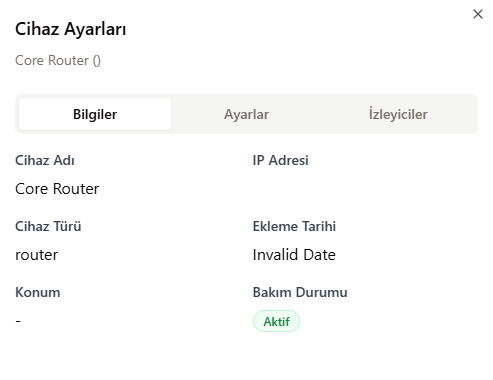 Cihaz Ayarları
Core Router ()
Bilgiler Ayarlar İzleyiciler
Cihaz Adı IP Adresi
Core Router
Cihaz Türü Ekleme Tarihi
router Invalid Date
Konum Bakım Durumu
- Aktif